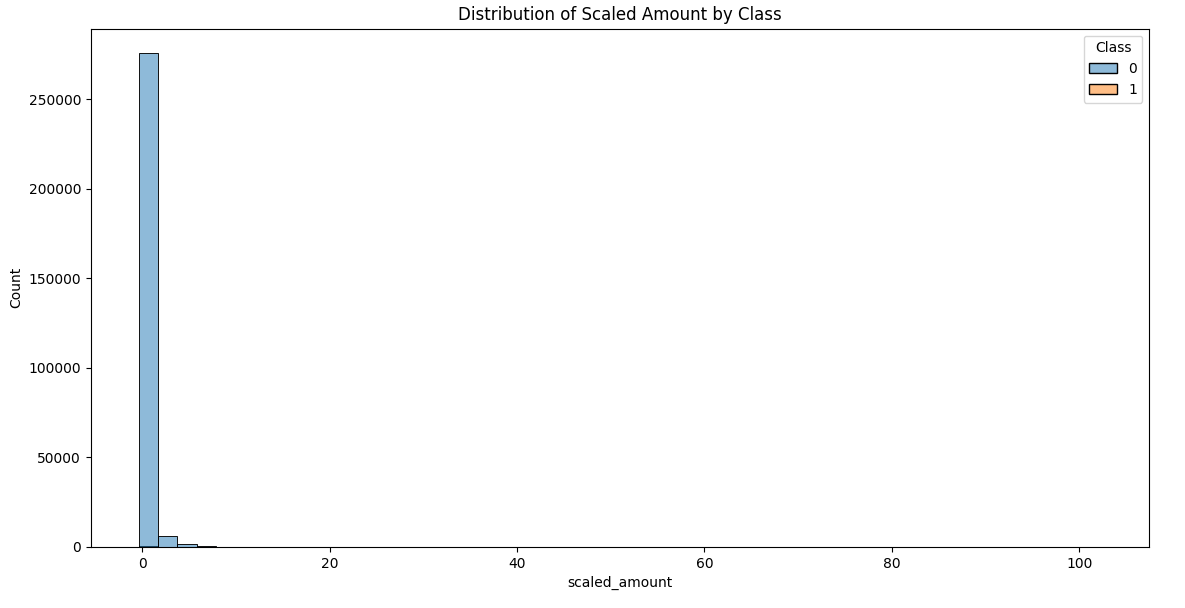 Distribution of Scaled Amount by Class
Class
0
1
Count
250000
200000
150000
100000
50000
0
0 20 40 60 80 100
scaled_amount